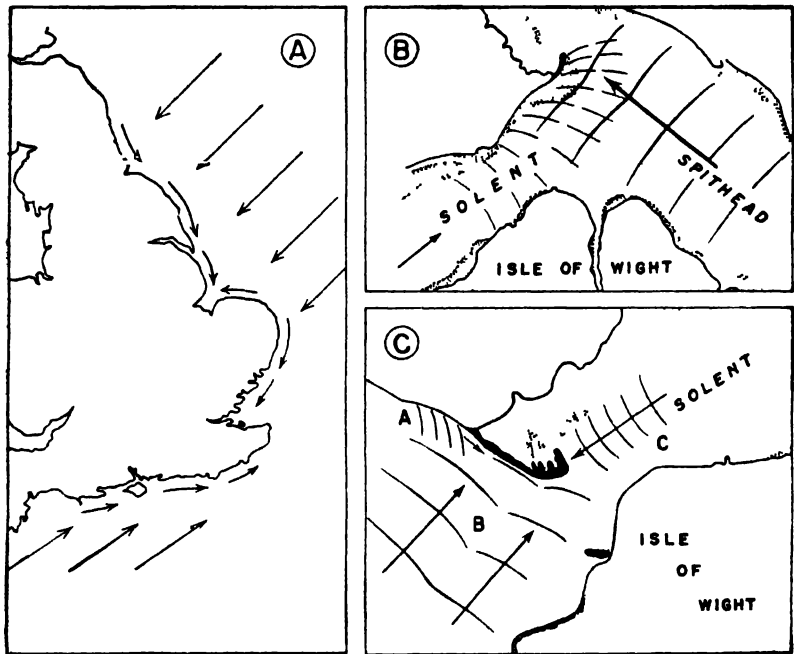 A
B
SOLENT
SPITHEAD
ISLE OF WIGHT
C
A
SOLENT
C
B
ISLE
OF
WIGHT